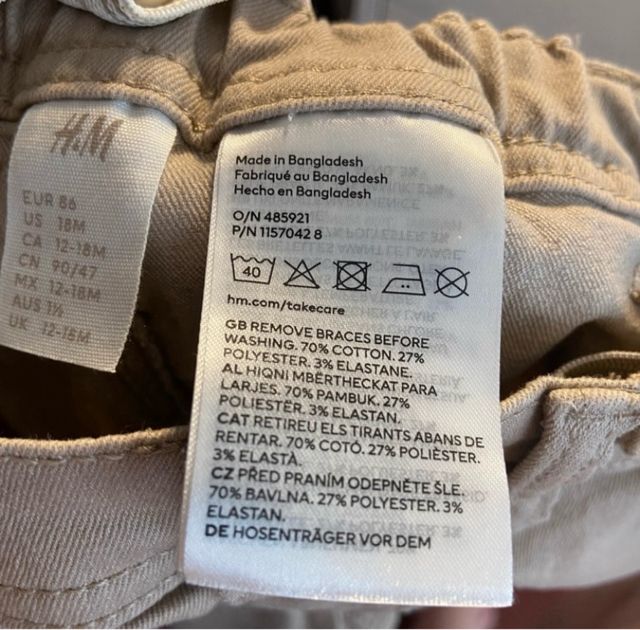 H&M
EUR 86
US 18M
CA 12-18M
CN 90/47
MX 12-18M
AUS 1½
UK 12-18M
Made in Bangladesh
Fabriqué au Bangladesh
Hecho en Bangladesh
O/N 485921
P/N 1157042 8
40
hm.com/takecare
GB REMOVE BRACES BEFORE
WASHING. 70% COTTON. 27%
POLYESTER. 3% ELASTANE.
AL HIQNI MBËRTHECKAT PARA
LARJES. 70% PAMBUK. 27%
POLIESTËR. 3% ELASTAN.
CAT RETIREU ELS TIRANTS ABANS DE
RENTAR. 70% COTÓ. 27% POLIÈSTER.
3% ELASTÀ.
CZ PŘED PRANÍM ODEPNĚTE ŠLE.
70% BAVLNA. 27% POLYESTER. 3%
ELASTAN.
DE HOSENTRÄGER VOR DEM